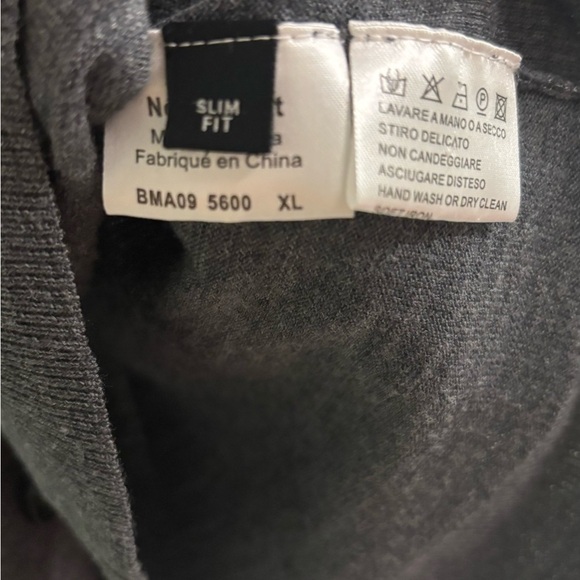 SLIM
FIT
Fabriqué en China
BMA09 5600 XL
LAVARE A MANO O A SECCO
STIRO DELICATO
NON CANDEGGIARE
ASCIUGARE DISTESO
HAND WASH OR DRY CLEAN